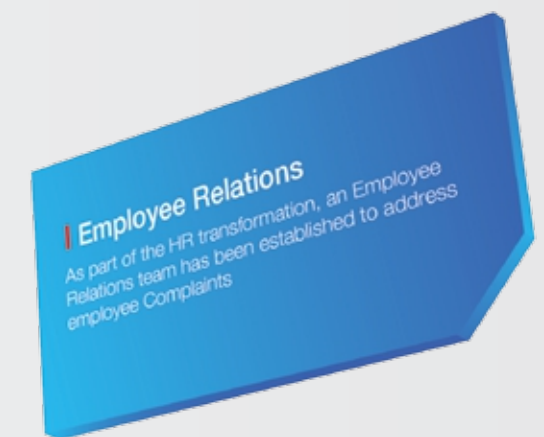 Employee Relations
As part of the HR transformation, an Employee
Relations team has been established to address
employee Complaints